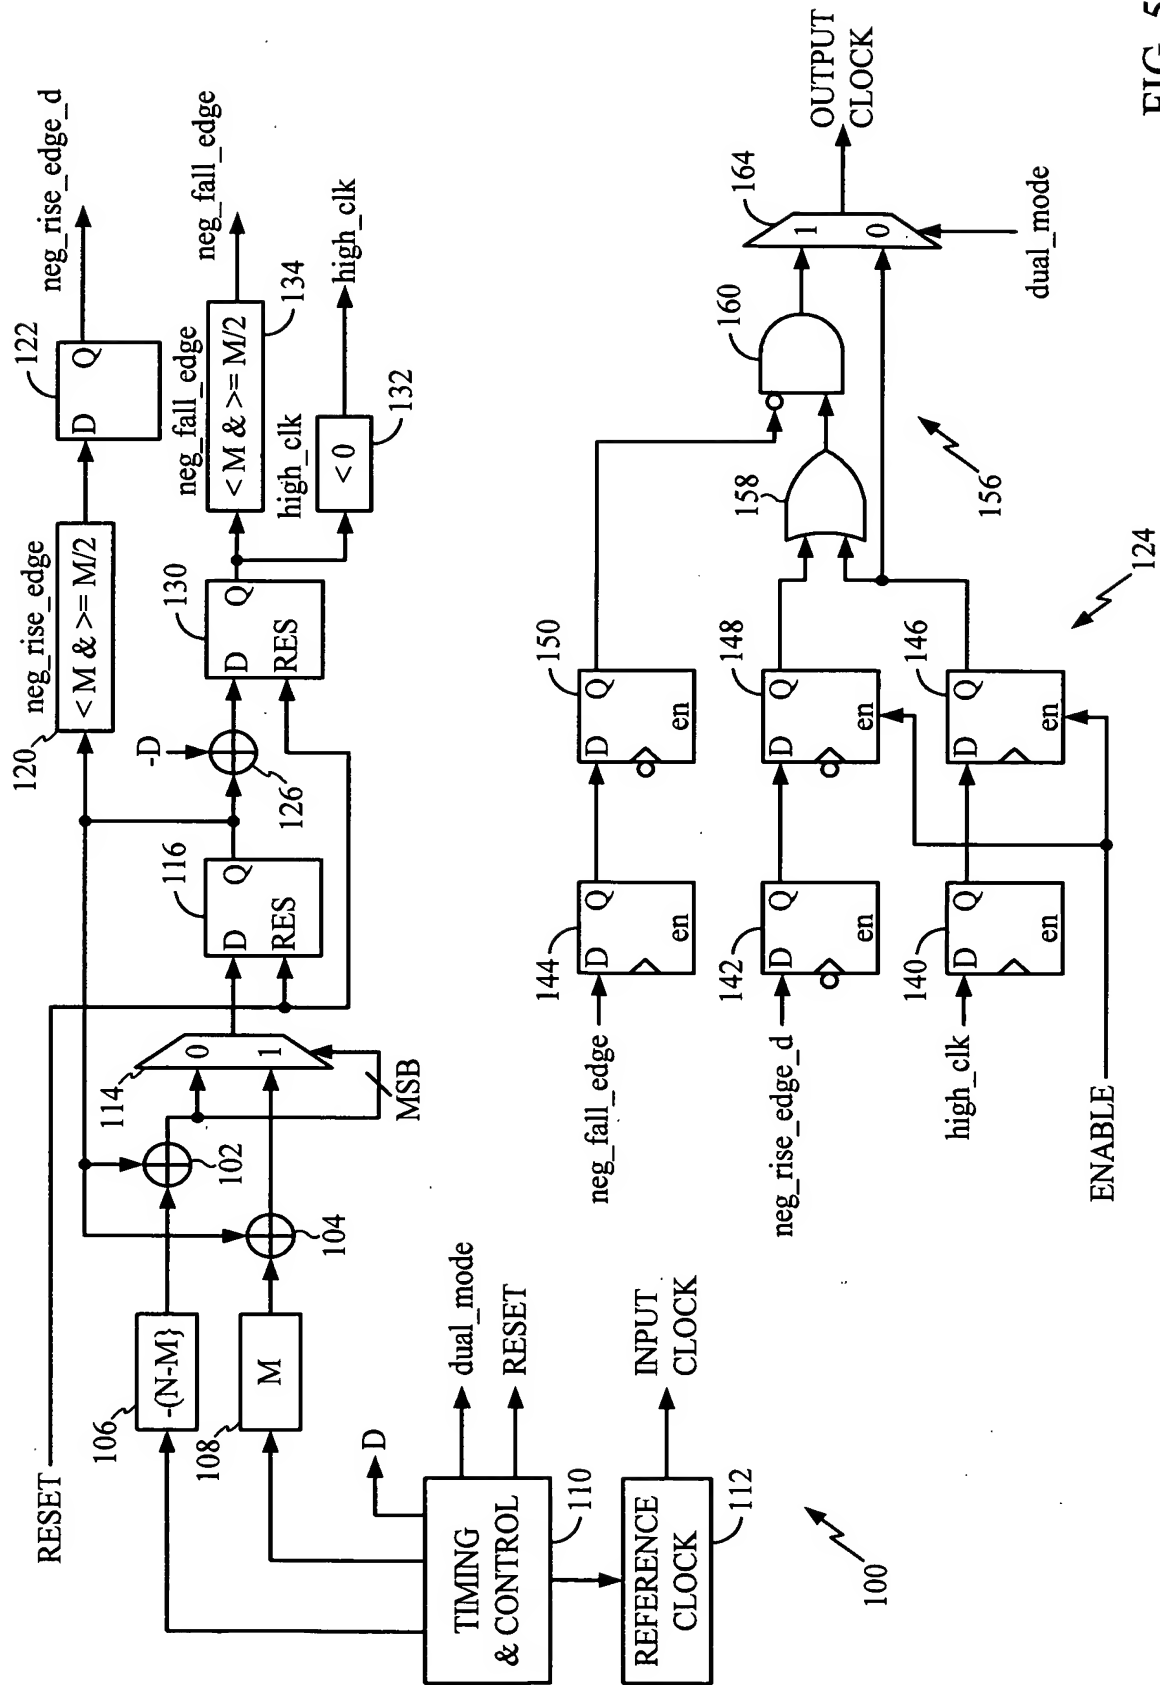 neg_rise_edge_d
122
D Q
neg_rise_edge
< M & >= M/2
120
neg_fall_edge
neg_fall_edge
< M & >= M/2
134
high_clk
high_clk
< 0
132
130
D Q
RES
-D
126
116
D Q
RES
114
0
1
MSB
102
104
RESET
106
-(N-M}
108
M
D
dual_mode
RESET
TIMING
& CONTROL
110
INPUT
CLOCK
REFERENCE
CLOCK
112
100
neg_fall_edge
144
D Q
en
150
D Q
en
neg_rise_edge_d
142
D Q
en
148
D Q
en
high_clk
140
D Q
en
146
D Q
en
ENABLE
124
158
156
160
164
1
0
dual_mode
OUTPUT
CLOCK
FIG. 5